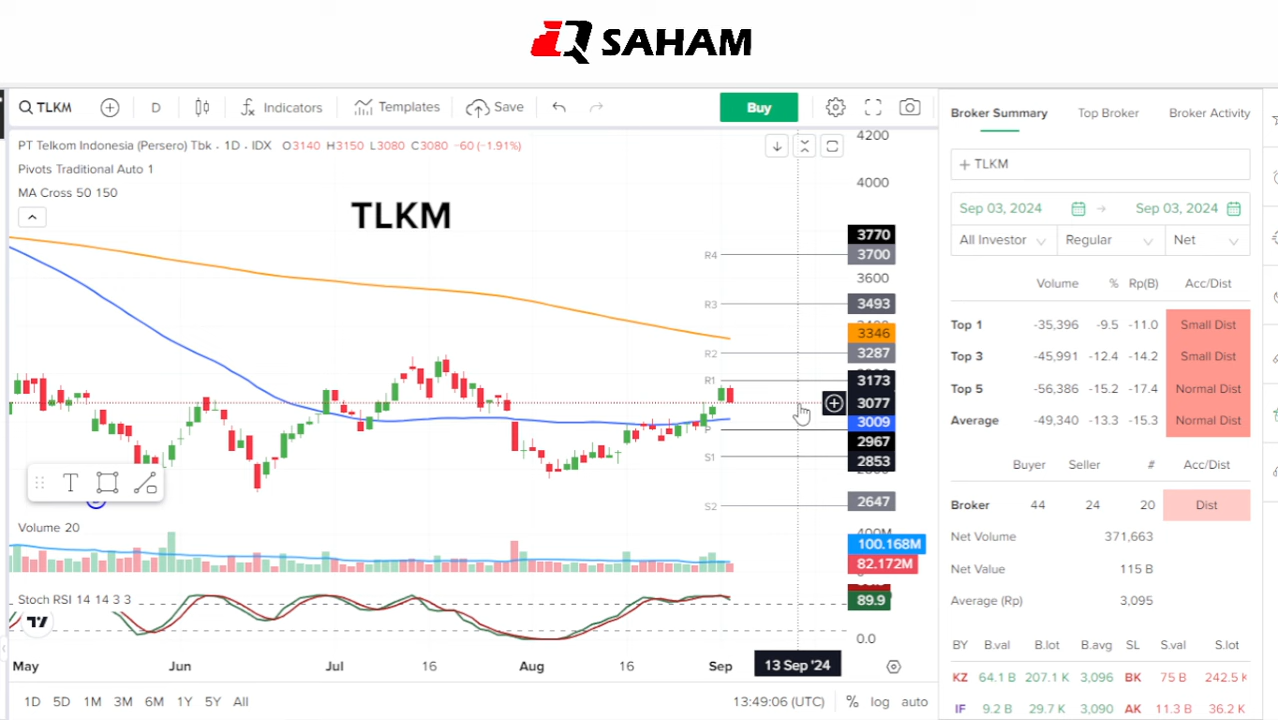 QR SAHAM
TLKM D Indicators Templates Save Buy
PT Telkom Indonesia (Persero) Tbk · 1D · IDX O3140 H3150 L3080 C3080 -60 (-1.91%)
Pivots Traditional Auto 1
MA Cross 50 150
TLKM
4200
4000
3770
R4 3700
3600
R3 3493
3346
R2 3287
R1 3173
3077
3009
P 2967
S1 2853
S2 2647
T
Volume 20
100.168M
82.172M
Stoch RSI 14 14 3 3
89.9
0.0
May Jun Jul 16 Aug 16 Sep 13 Sep '24
1D 5D 1M 3M 6M 1Y 5Y All 13:49:06 (UTC) % log auto
Broker Summary Top Broker Broker Activity
+ TLKM
Sep 03, 2024 → Sep 03, 2024
All Investor Regular Net
Volume % Rp(B) Acc/Dist
Top 1 -35,396 -9.5 -11.0 Small Dist
Top 3 -45,991 -12.4 -14.2 Small Dist
Top 5 -56,386 -15.2 -17.4 Normal Dist
Average -49,340 -13.3 -15.3 Normal Dist
Buyer Seller # Acc/Dist
Broker 44 24 20 Dist
Net Volume 371,663
Net Value 115 B
Average (Rp) 3,095
BY B.val B.lot B.avg SL S.val S.lot
KZ 64.1 B 207.1 K 3,096 BK 75 B 242.5 K
IF 9.2 B 29.7 K 3,090 AK 11.3 B 36.2 K